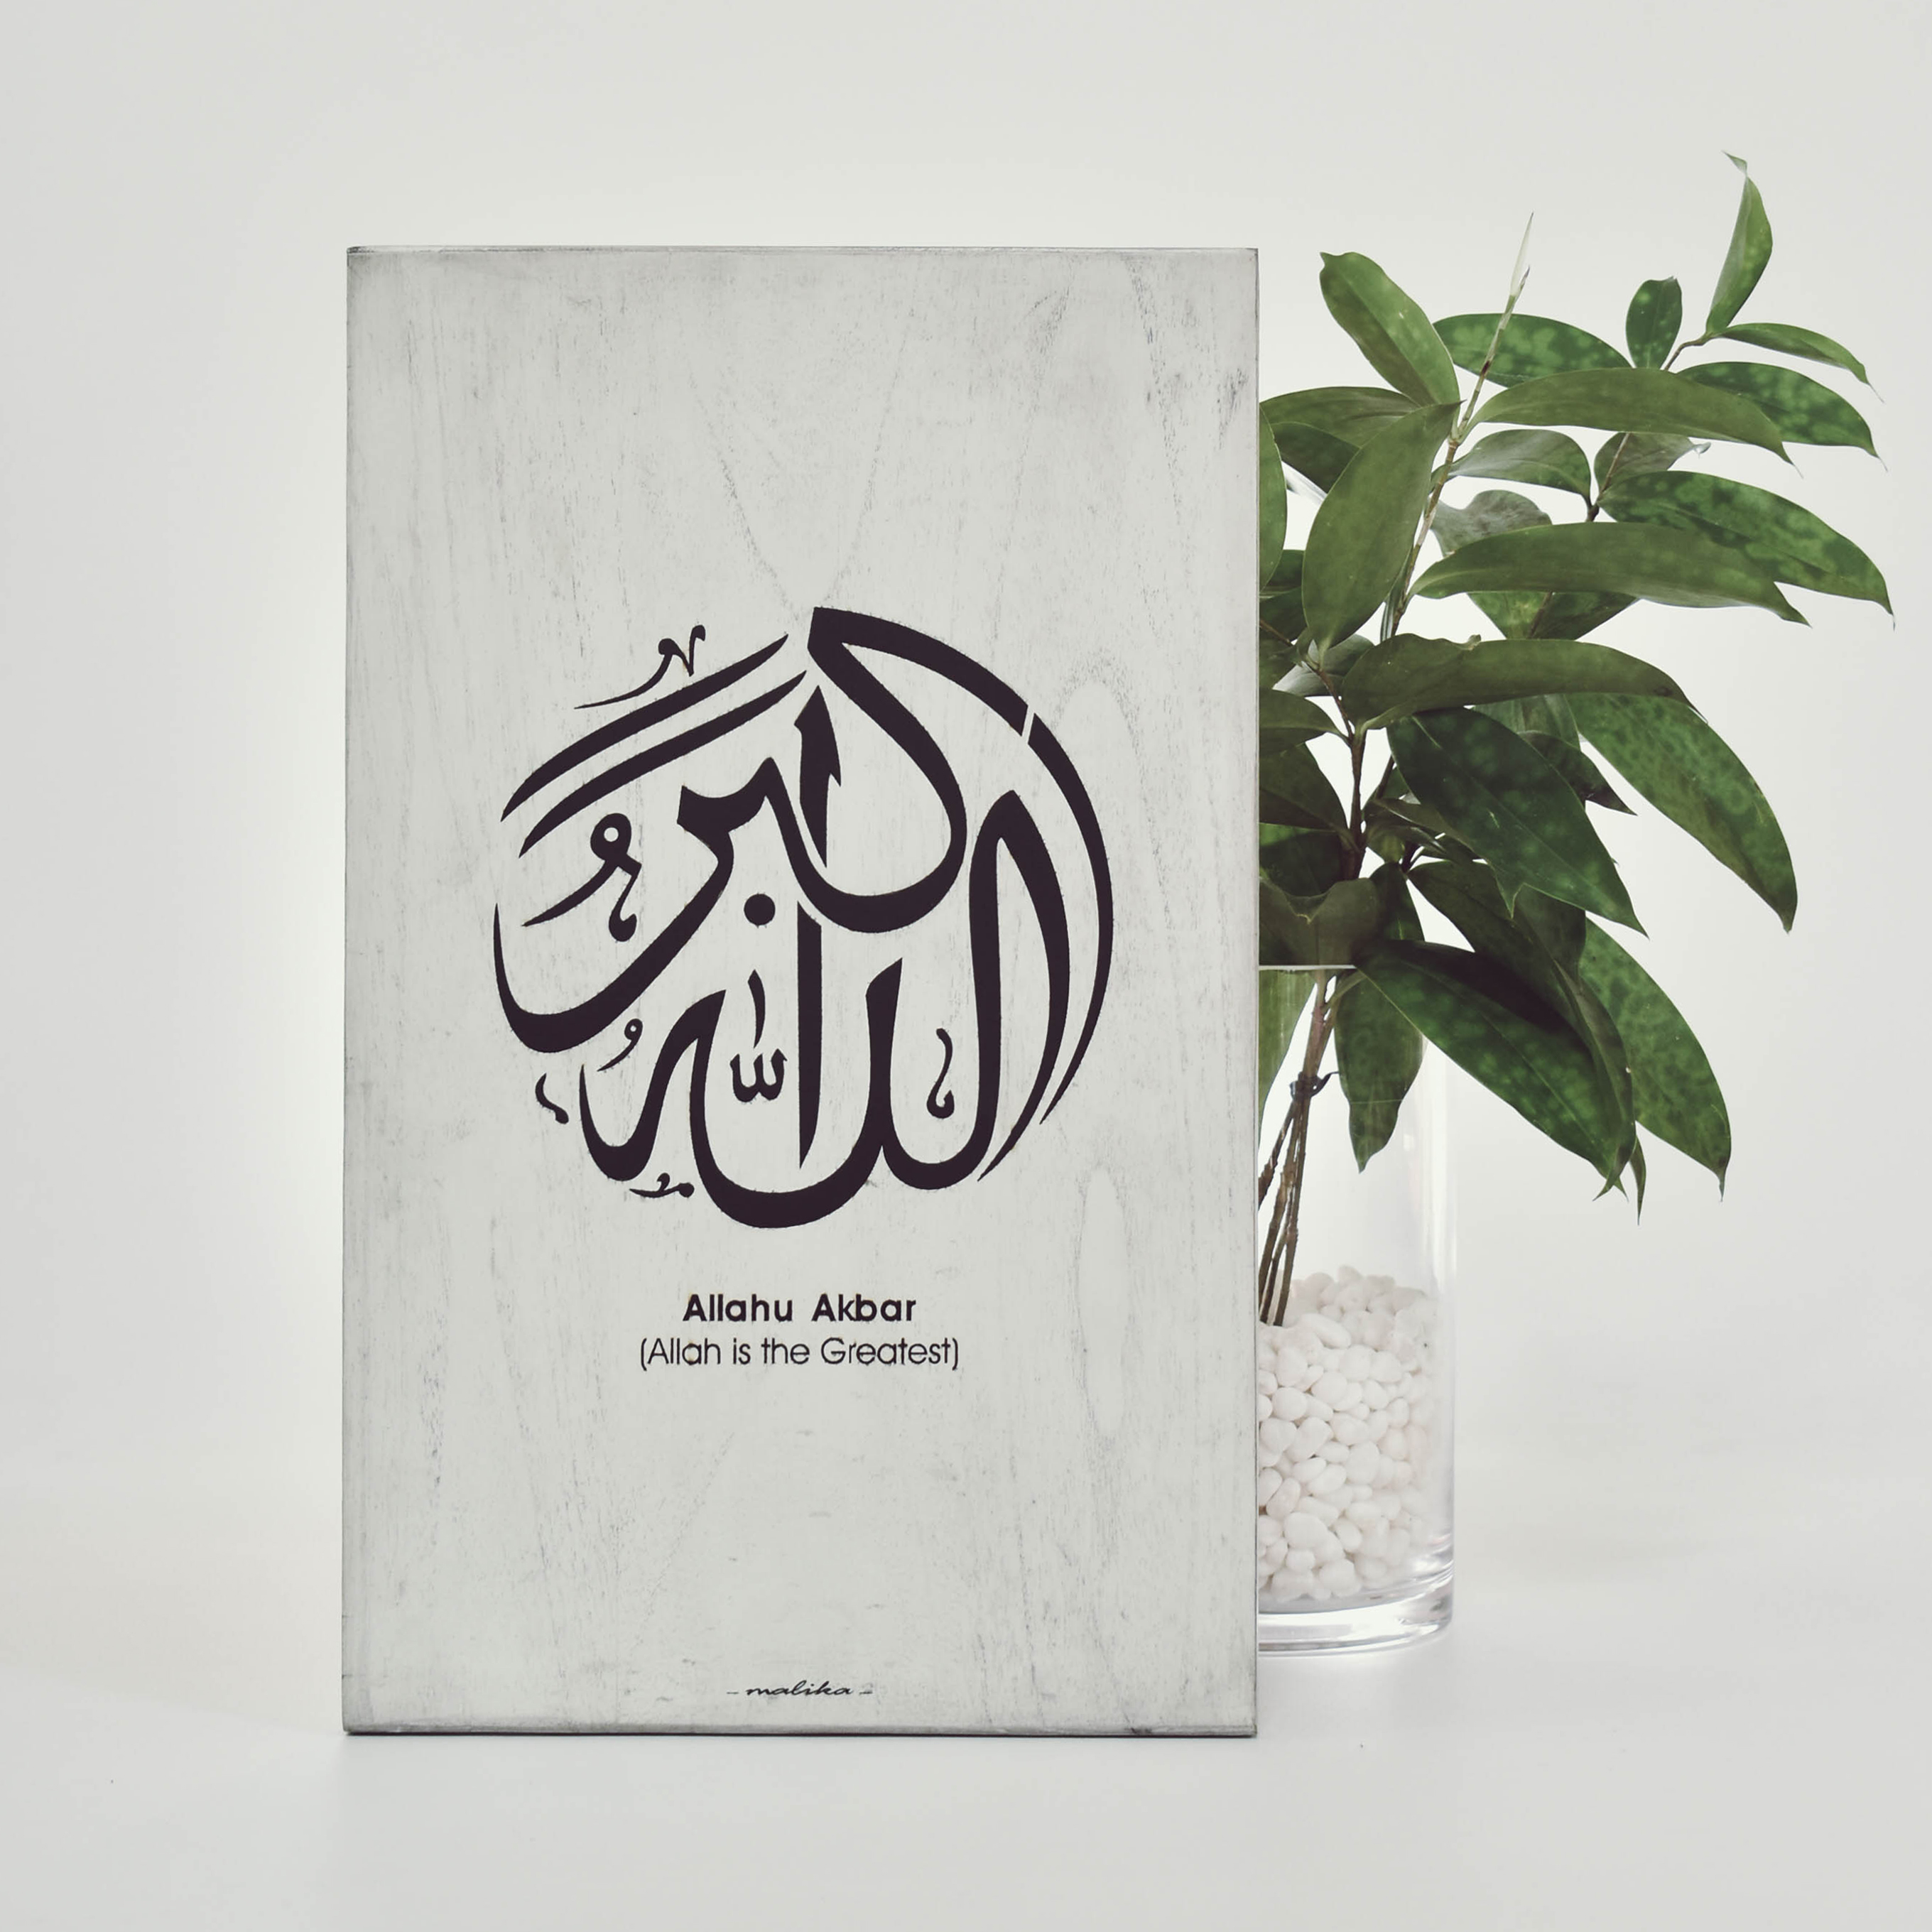 الله أكبر
Allahu Akbar
(Allah is the Greatest)
- malika -